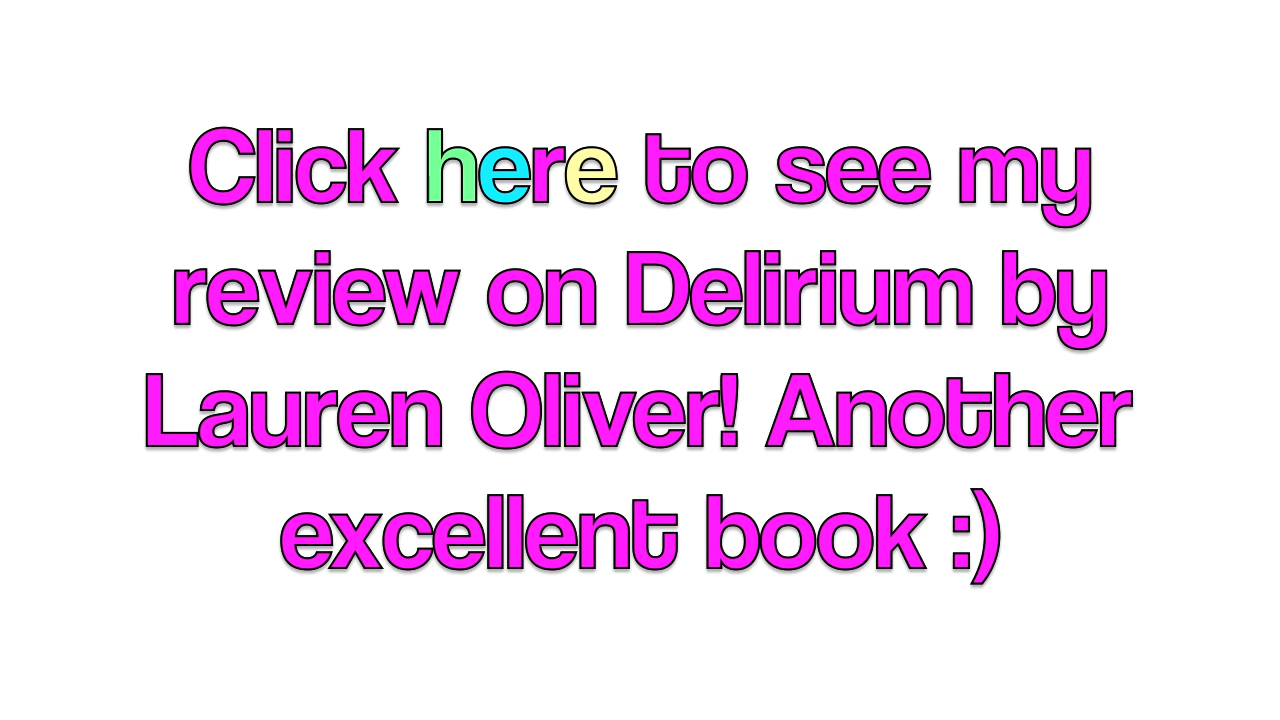 Click here to see my
review on Delirium by
Lauren Oliver! Another
excellent book :)